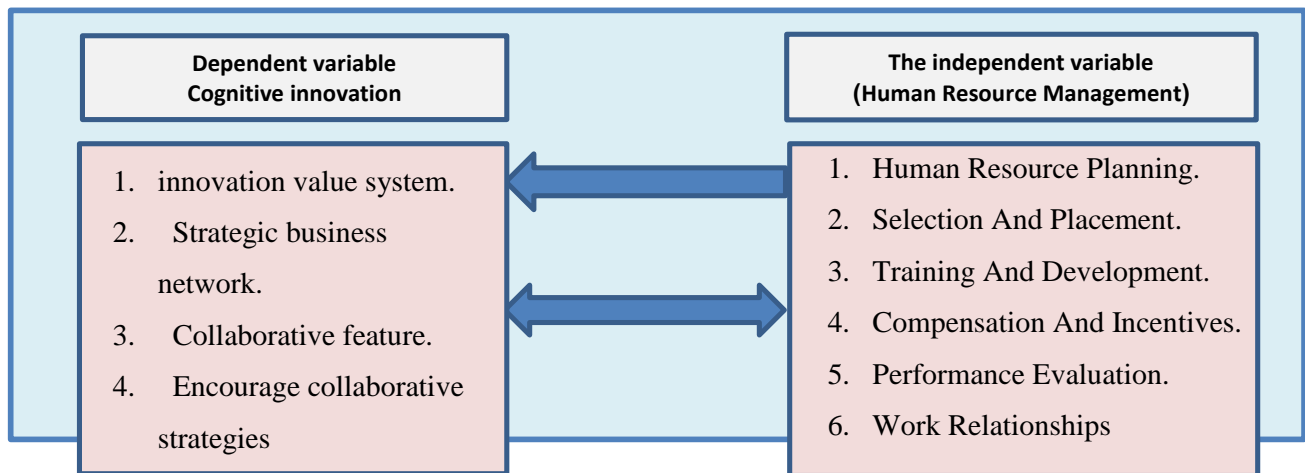 Dependent variable
Cognitive innovation
The independent variable
(Human Resource Management)
1. innovation value system.
2. Strategic business
network.
3. Collaborative feature.
4. Encourage collaborative
strategies
1. Human Resource Planning.
2. Selection And Placement.
3. Training And Development.
4. Compensation And Incentives.
5. Performance Evaluation.
6. Work Relationships